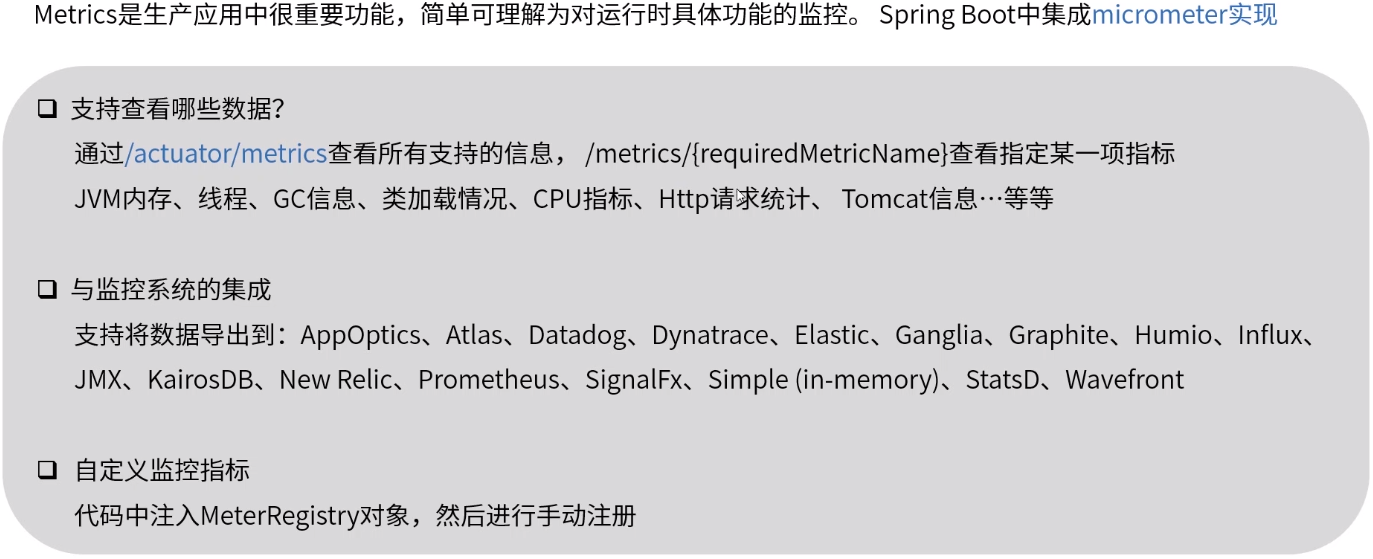 Metrics是生产应用中很重要功能，简单可理解为对运行时具体功能的监控。 Spring Boot中集成micrometer实现
❑ 支持查看哪些数据？
通过/actuator/metrics查看所有支持的信息， /metrics/{requiredMetricName}查看指定某一项指标
JVM内存、线程、GC信息、类加载情况、CPU指标、Http请求统计、 Tomcat信息…等等
❑ 与监控系统的集成
支持将数据导出到：AppOptics、Atlas、Datadog、Dynatrace、Elastic、Ganglia、Graphite、Humio、Influx、
JMX、KairosDB、New Relic、Prometheus、SignalFx、Simple (in-memory)、StatsD、Wavefront
❑ 自定义监控指标
代码中注入MeterRegistry对象，然后进行手动注册